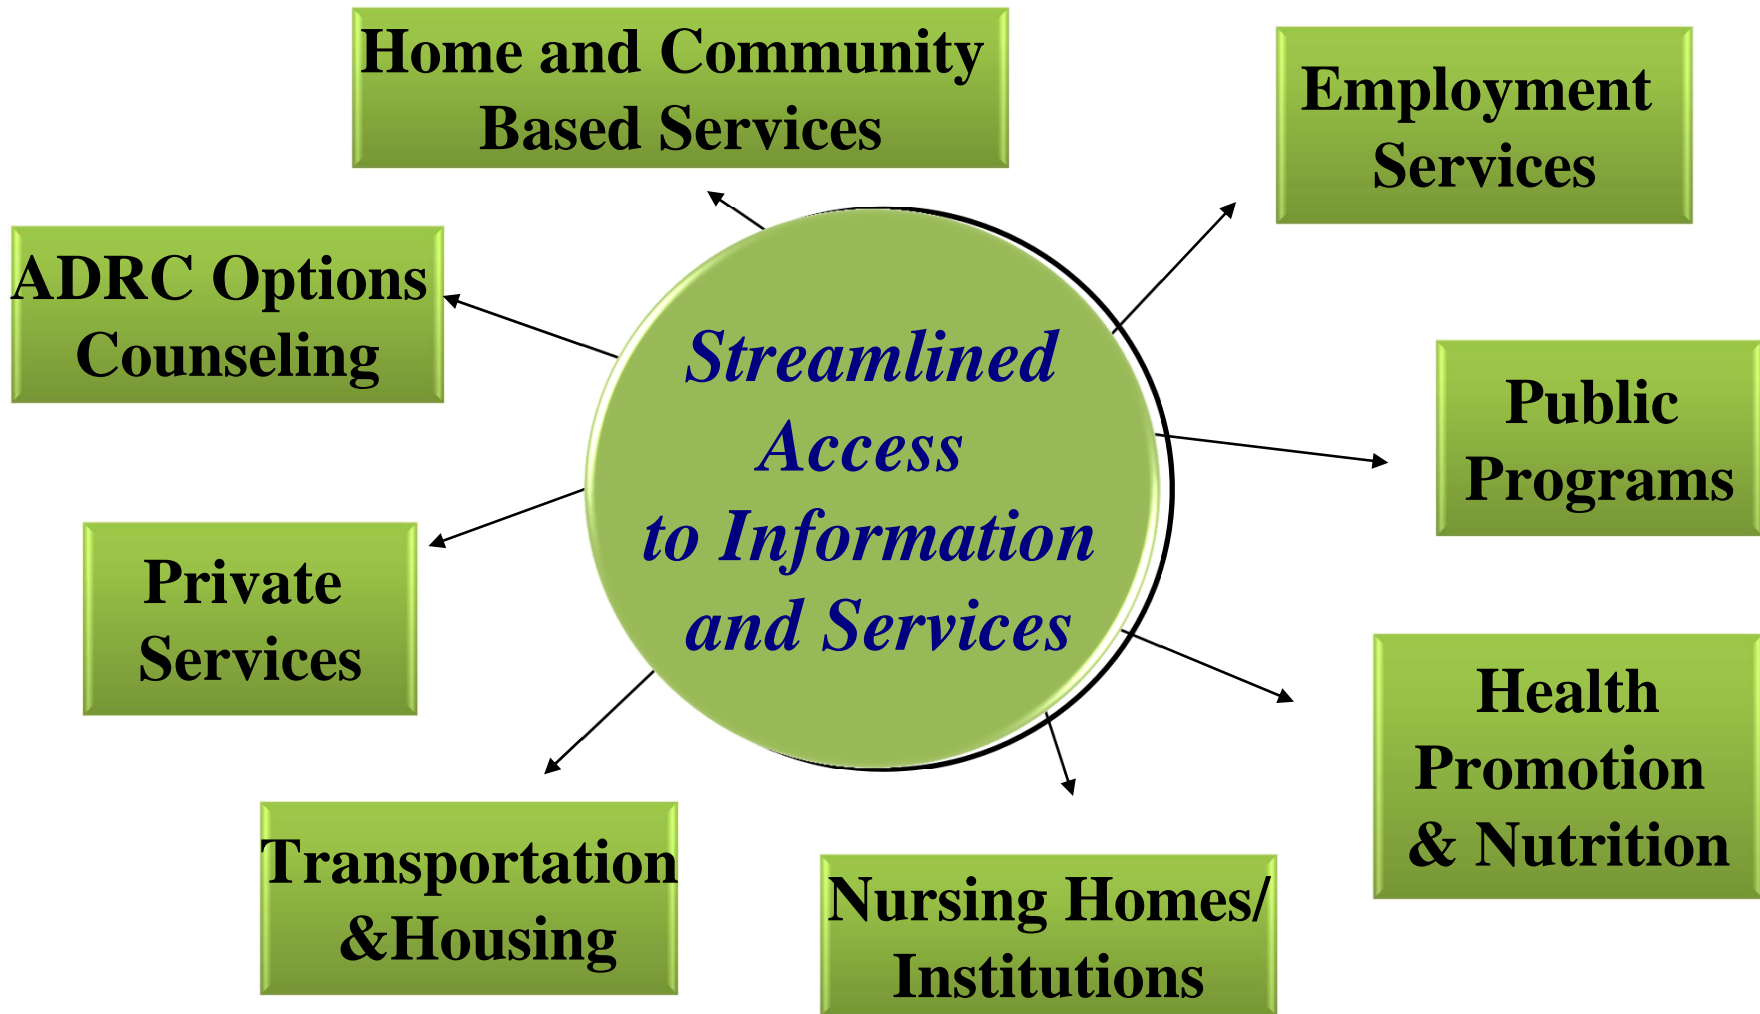 Home and Community
Based Services
Employment
Services
ADRC Options
Counseling
Streamlined
Access
to Information
and Services
Public
Programs
Private
Services
Health
Promotion
& Nutrition
Transportation
&Housing
Nursing Homes/
Institutions